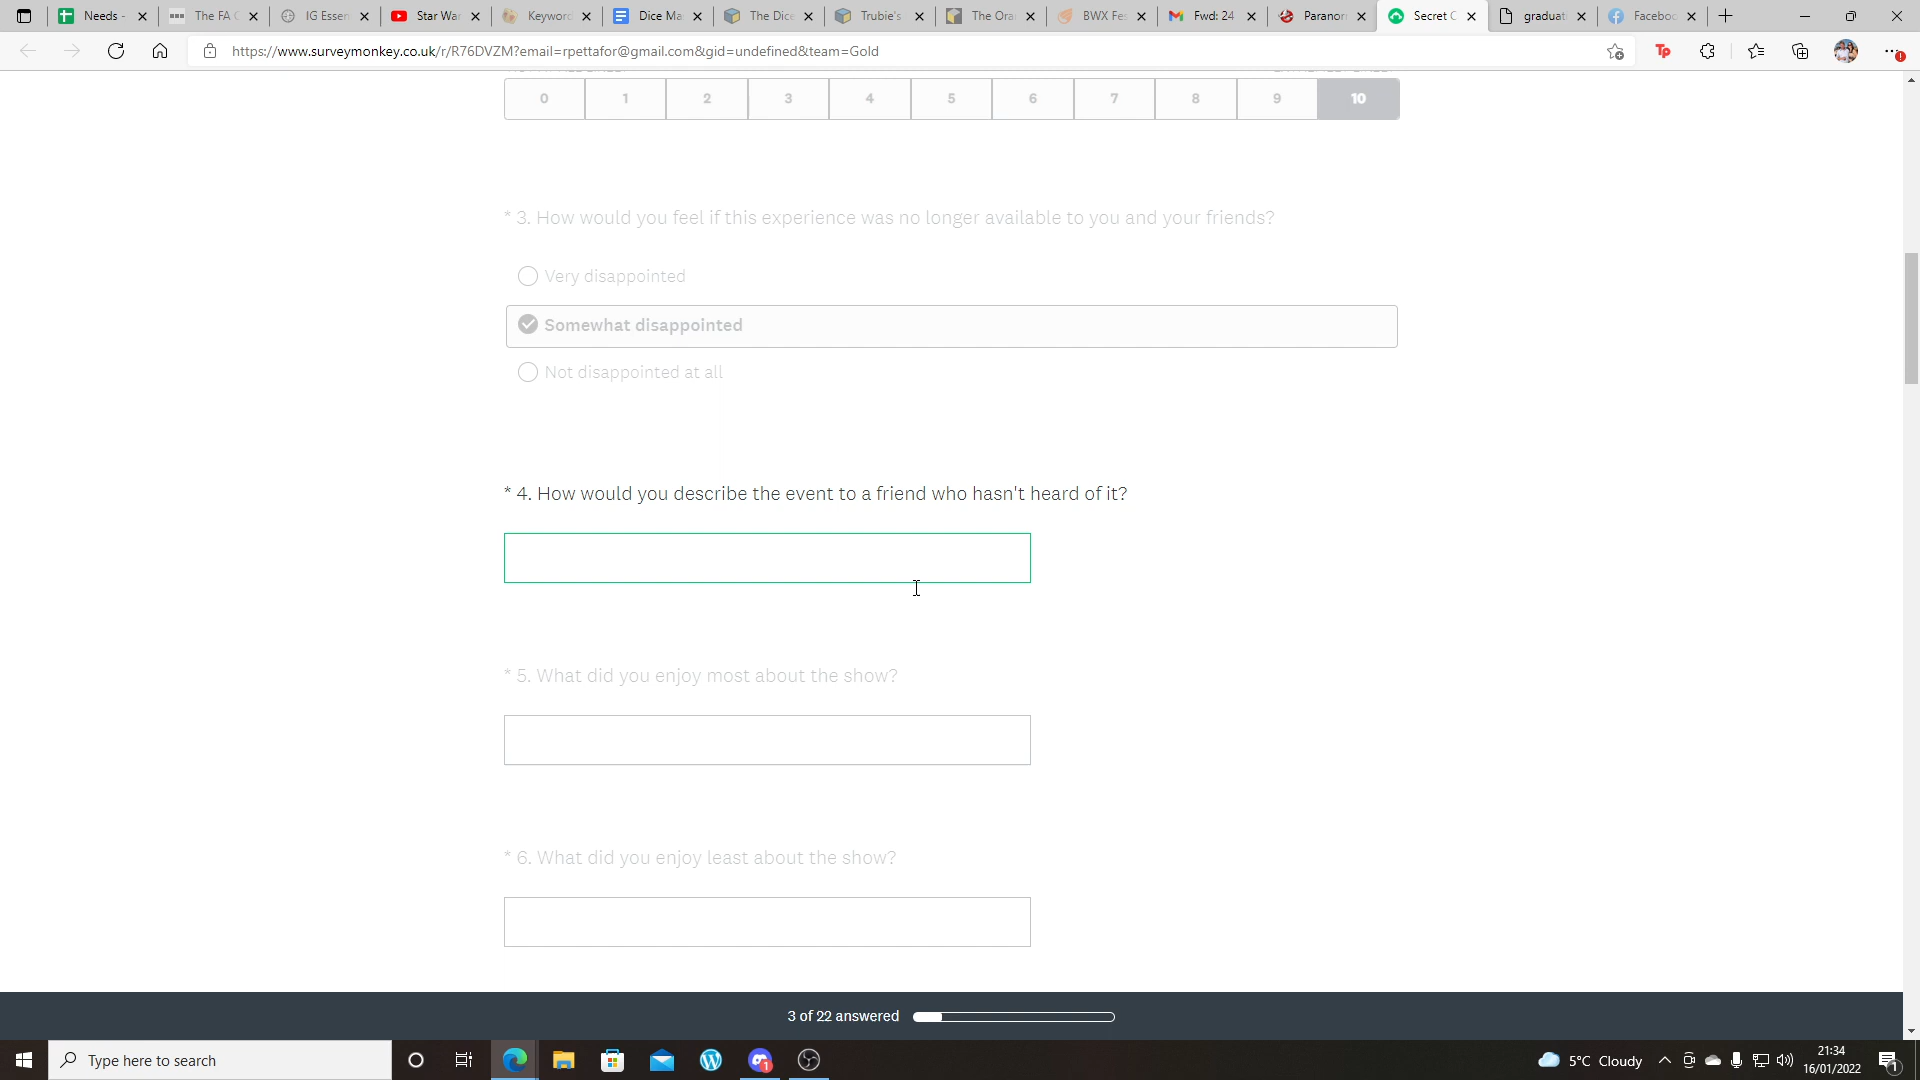 Needs -
The FA C
IG Essen
Star Wa
Keyword
Dice Ma
The Dice
Trubie's
The Ora
BWX Fe
Fwd: 24
Paranor
Secret C
graduat
Faceboo
https://www.surveymonkey.co.uk/r/R76DVZM?email=rpettafor@gmail.com&gid=undefined&team=Gold
0 1 2 3 4 5 6 7 8 9 10
* 3. How would you feel if this experience was no longer available to you and your friends?
Very disappointed
Somewhat disappointed
Not disappointed at all
* 4. How would you describe the event to a friend who hasn't heard of it?
* 5. What did you enjoy most about the show?
* 6. What did you enjoy least about the show?
3 of 22 answered
Type here to search
5°C Cloudy
21:34
16/01/2022